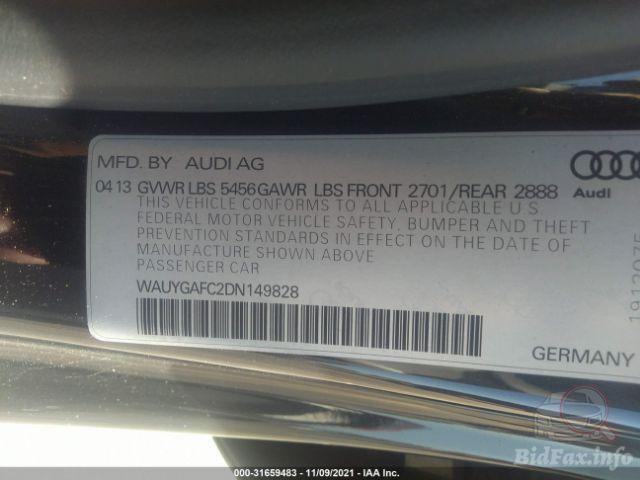 MFD. BY AUDI AG
04 13 GVWR LBS 5456 GAWR LBS FRONT 2701/REAR 2888
THIS VEHICLE CONFORMS TO ALL APPLICABLE U S
FEDERAL MOTOR VEHICLE SAFETY, BUMPER AND THEFT
PREVENTION STANDARDS IN EFFECT ON THE DATE OF
MANUFACTURE SHOWN ABOVE
PASSENGER CAR
WAUYGAFC2DN149828
Audi
GERMANY
000-31659483 - 11/09/2021 - IAA Inc.
BidFax.info